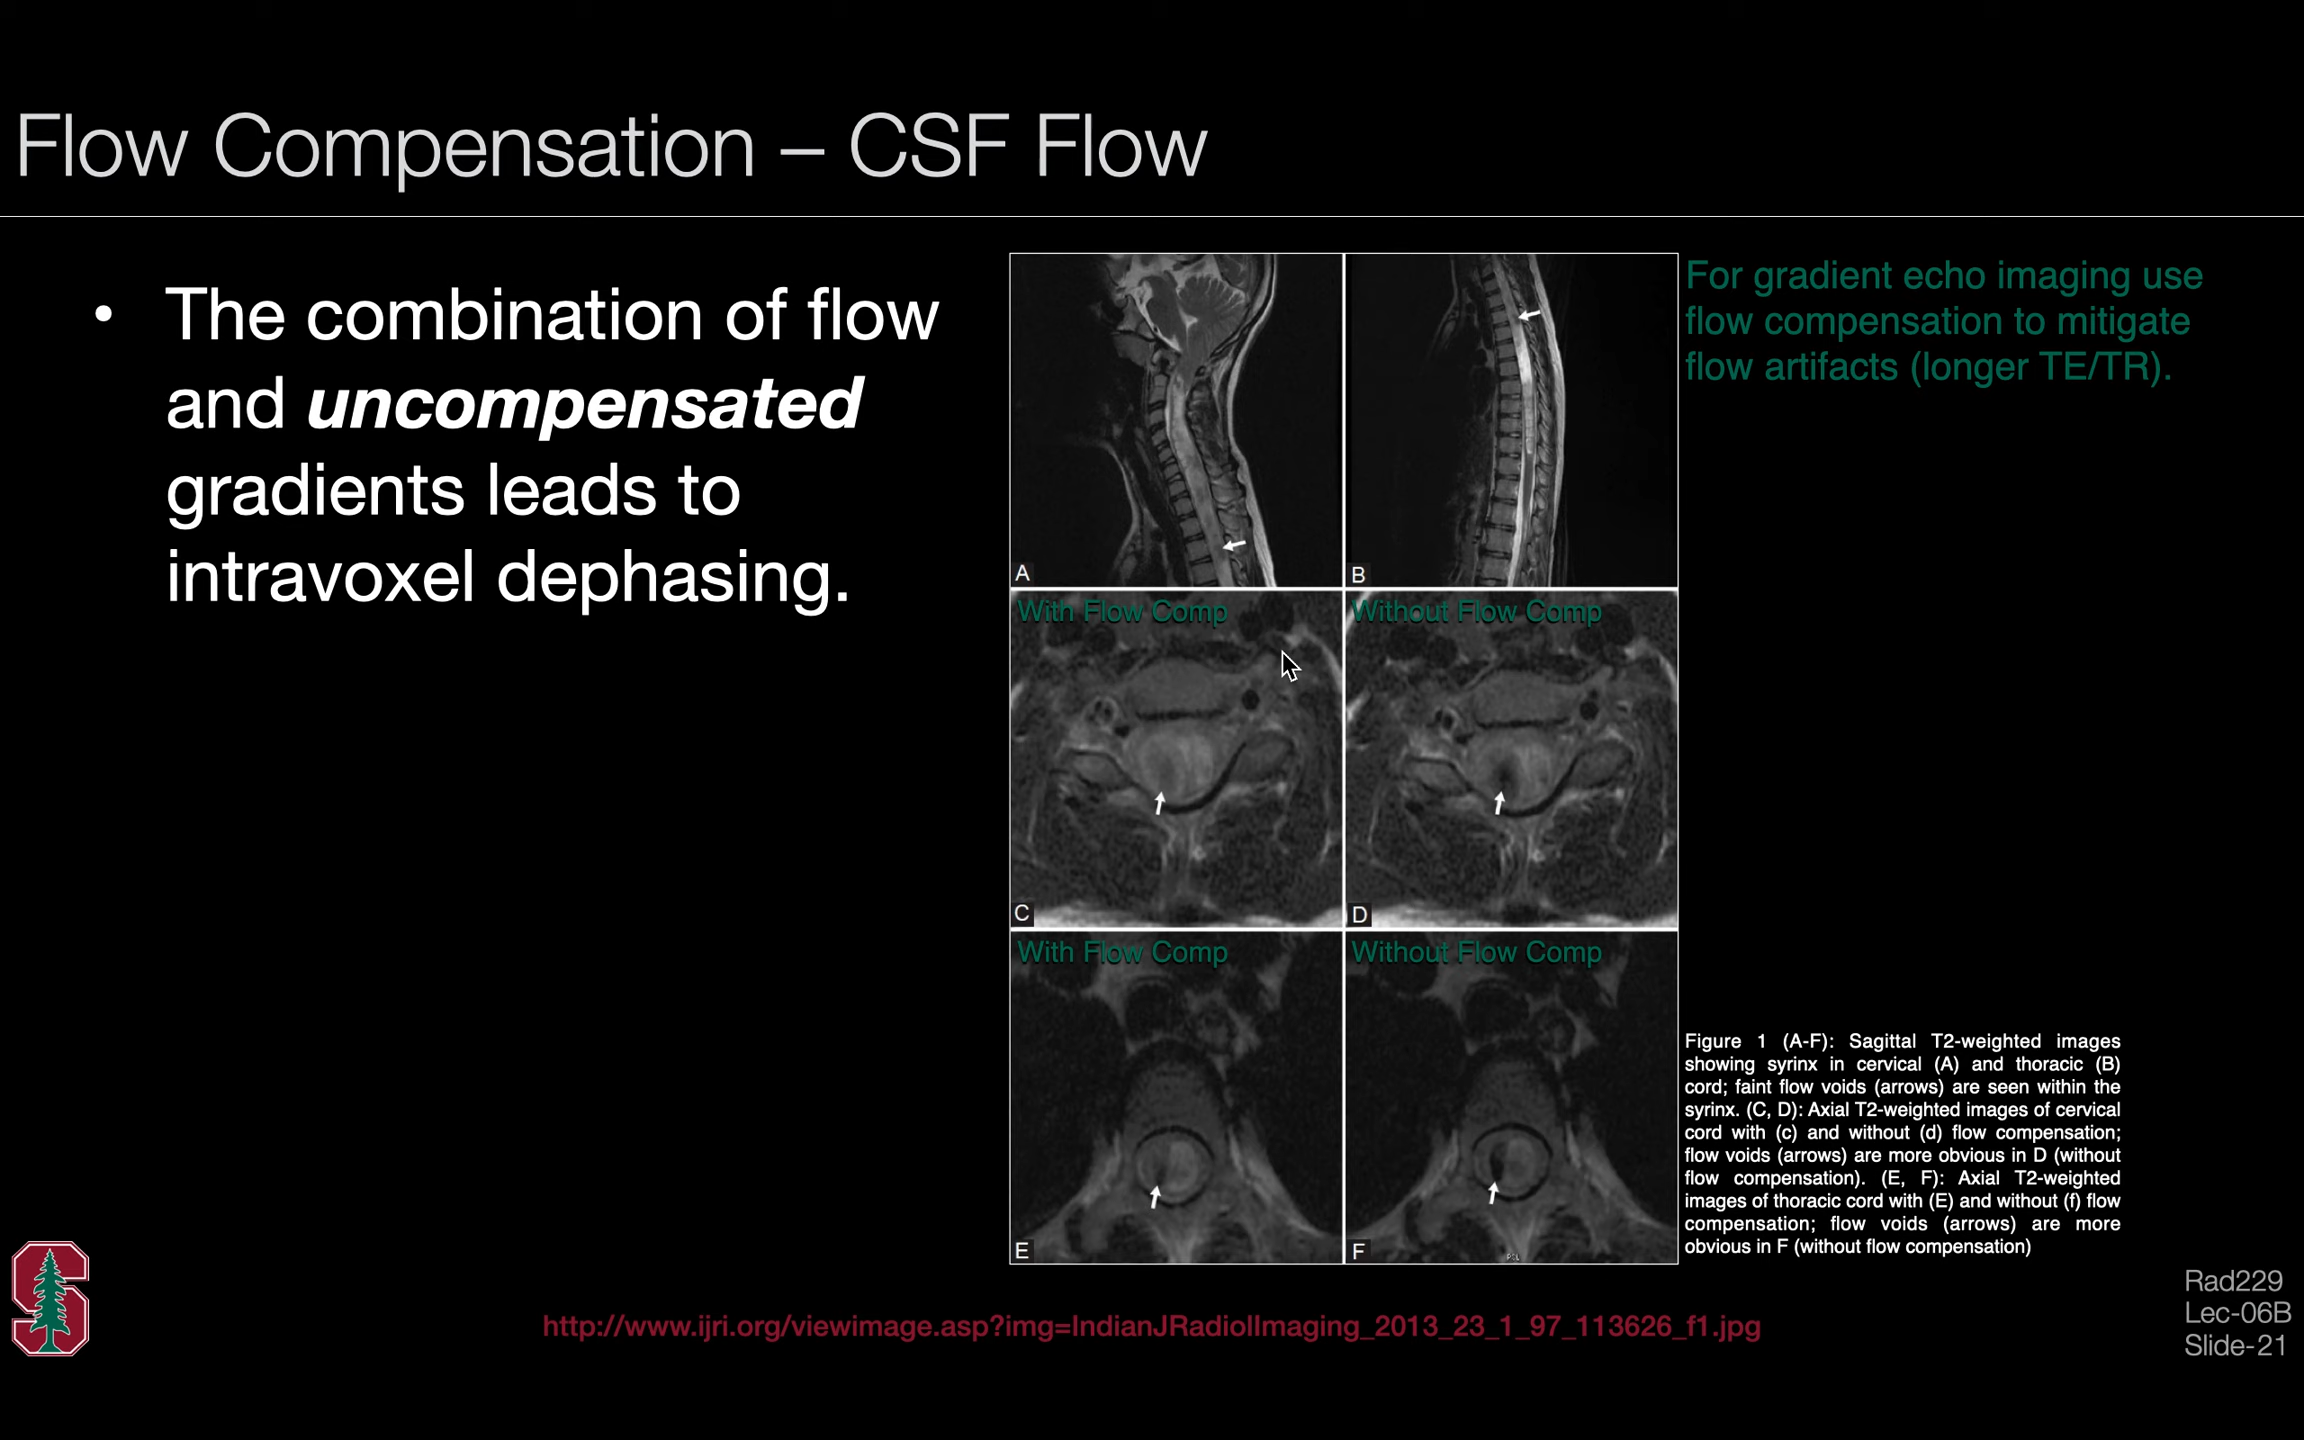 Flow Compensation – CSF Flow
• The combination of flow
and uncompensated
gradients leads to
intravoxel dephasing.
For gradient echo imaging use
flow compensation to mitigate
flow artifacts (longer TE/TR).
A
B
With Flow Comp
Without Flow Comp
C
D
With Flow Comp
Without Flow Comp
E
F
Figure 1 (A-F): Sagittal T2-weighted images
showing syrinx in cervical (A) and thoracic (B)
cord; faint flow voids (arrows) are seen within the
syrinx. (C, D): Axial T2-weighted images of cervical
cord with (c) and without (d) flow compensation;
flow voids (arrows) are more obvious in D (without
flow compensation). (E, F): Axial T2-weighted
images of thoracic cord with (E) and without (f) flow
compensation; flow voids (arrows) are more
obvious in F (without flow compensation)
http://www.ijri.org/viewimage.asp?img=IndianJRadiolImaging_2013_23_1_97_113626_f1.jpg
Rad229
Lec-06B
Slide-21